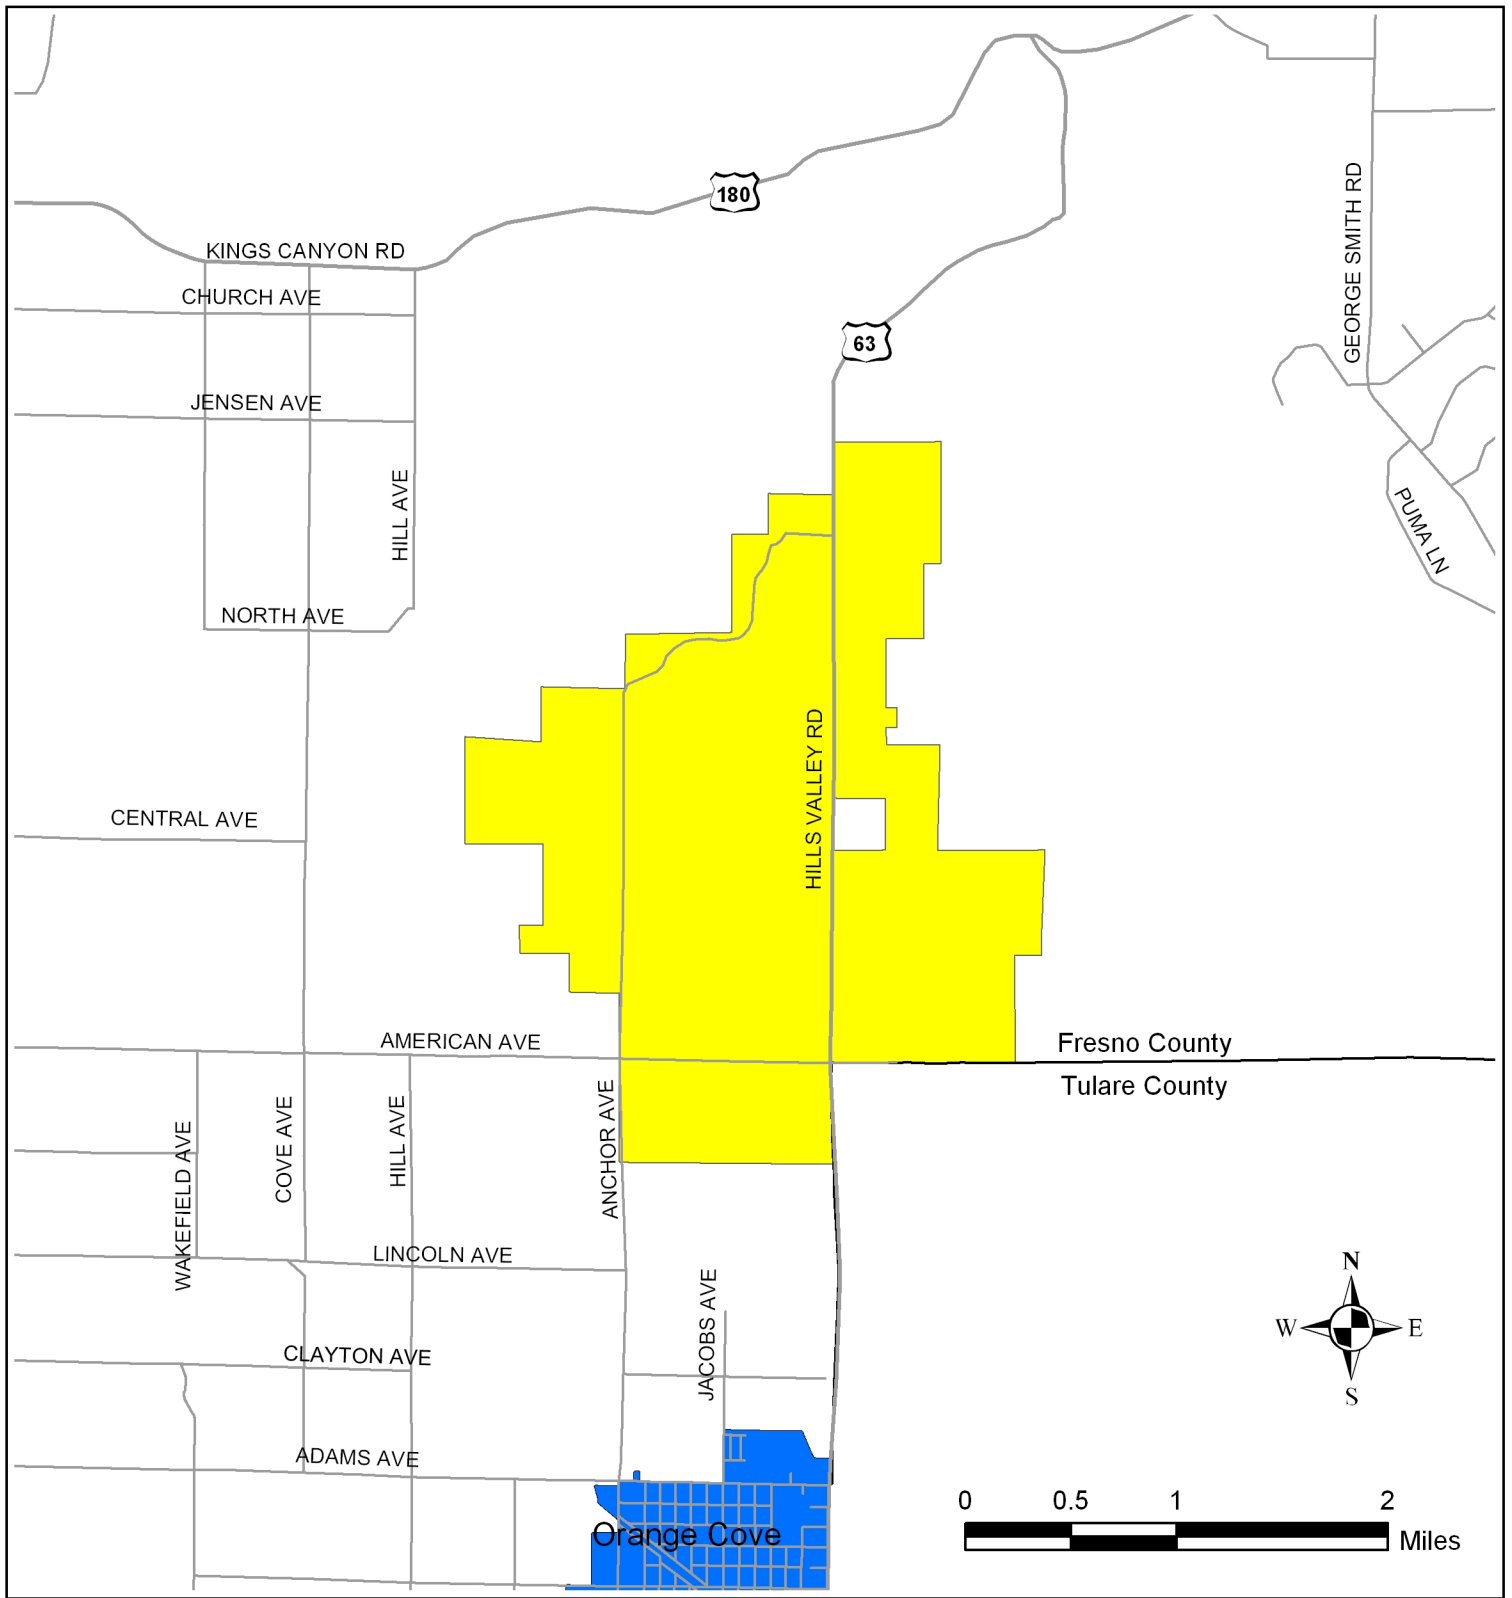 180
KINGS CANYON RD
CHURCH AVE
GEORGE SMITH RD
63
JENSEN AVE
HILL AVE
PUMA LN
NORTH AVE
HILLS VALLEY RD
CENTRAL AVE
AMERICAN AVE
Fresno County
Tulare County
ANCHOR AVE
COVE AVE
HILL AVE
WAKEFIELD AVE
LINCOLN AVE
JACOBS AVE
N
W E
S
CLAYTON AVE
ADAMS AVE
0 0.5 1 2
Miles
Orange Cove